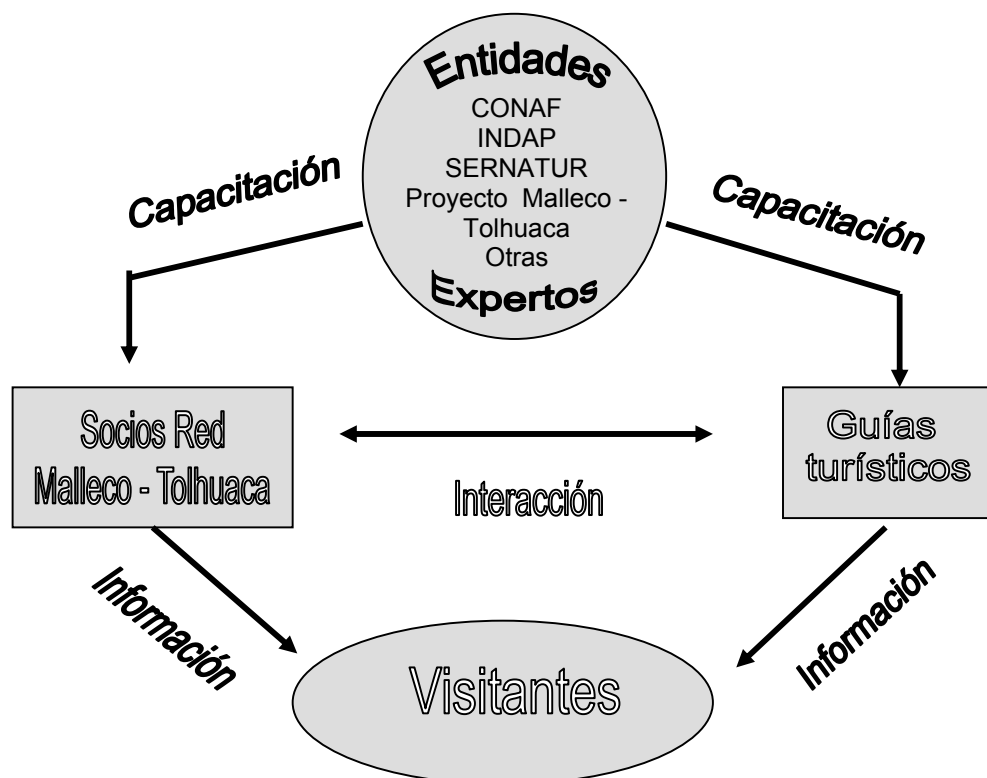 Entidades
CONAF
INDAP
SERNATUR
Proyecto Malleco -
Tolhuaca
Otras
Expertos
Capacitación
Capacitación
Socios Red
Malleco - Tolhuaca
Guías
turísticos
Interacción
Información
Información
Visitantes